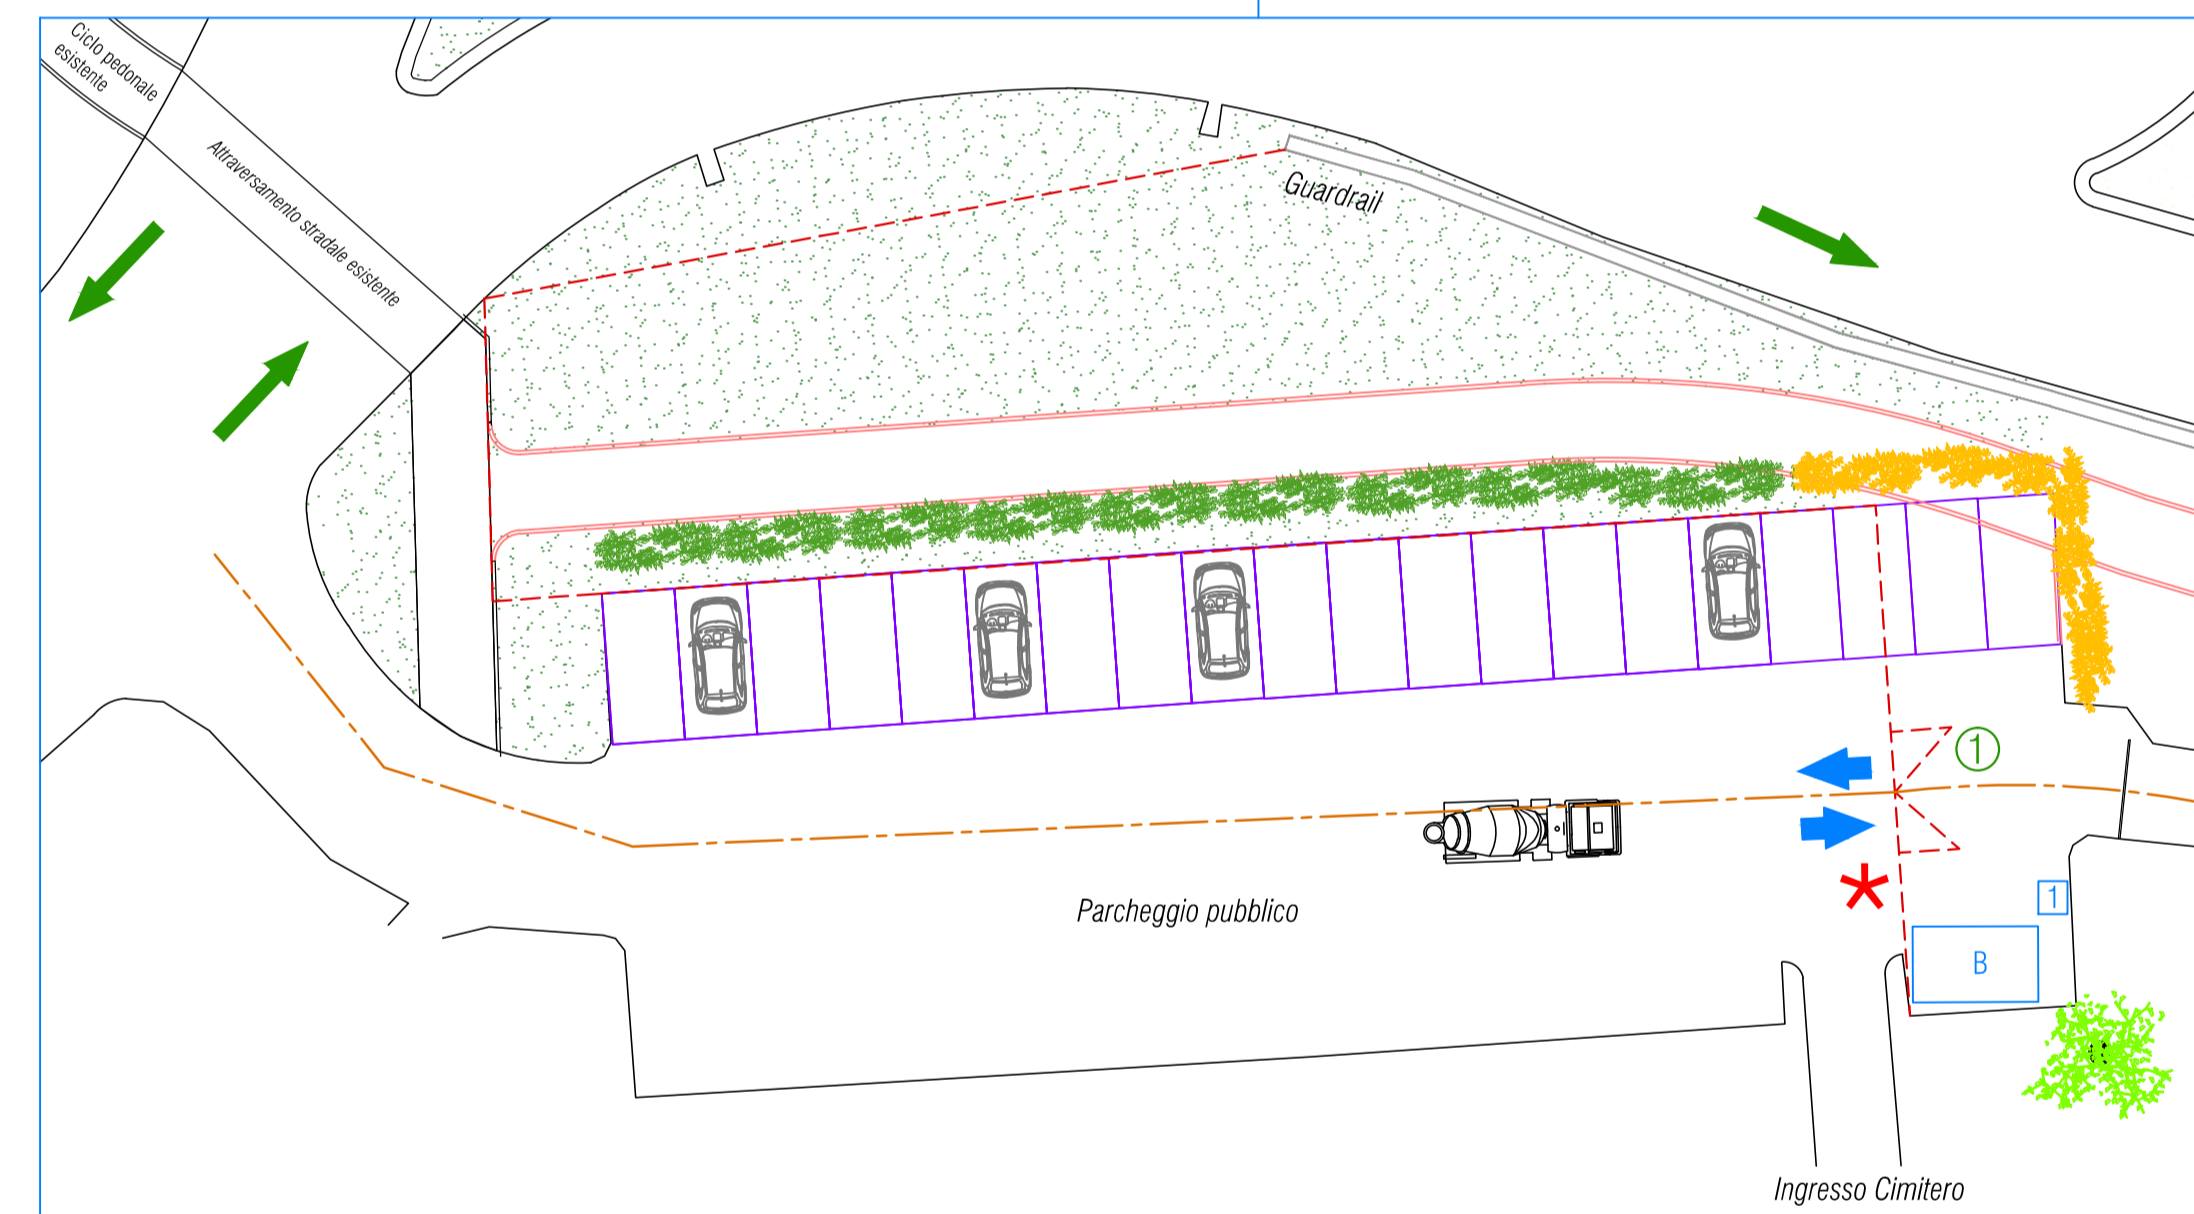 Ciclo pedonale
esistente
Attraversamento stradale esistente
Guardrail
1
1
B
*
Parcheggio pubblico
Ingresso Cimitero